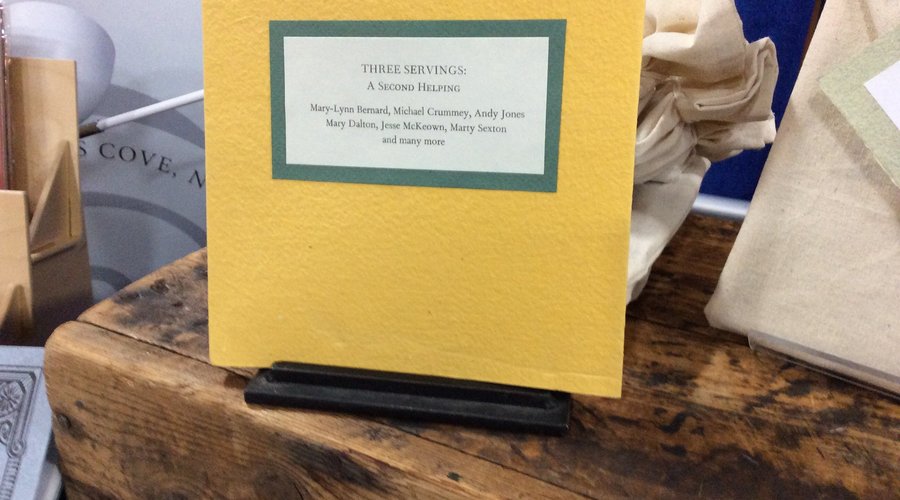 THREE SERVINGS:
A SECOND HELPING
Mary-Lynn Bernard, Michael Crummey, Andy Jones
Mary Dalton, Jesse McKeown, Marty Sexton
and many more
S COVE, N